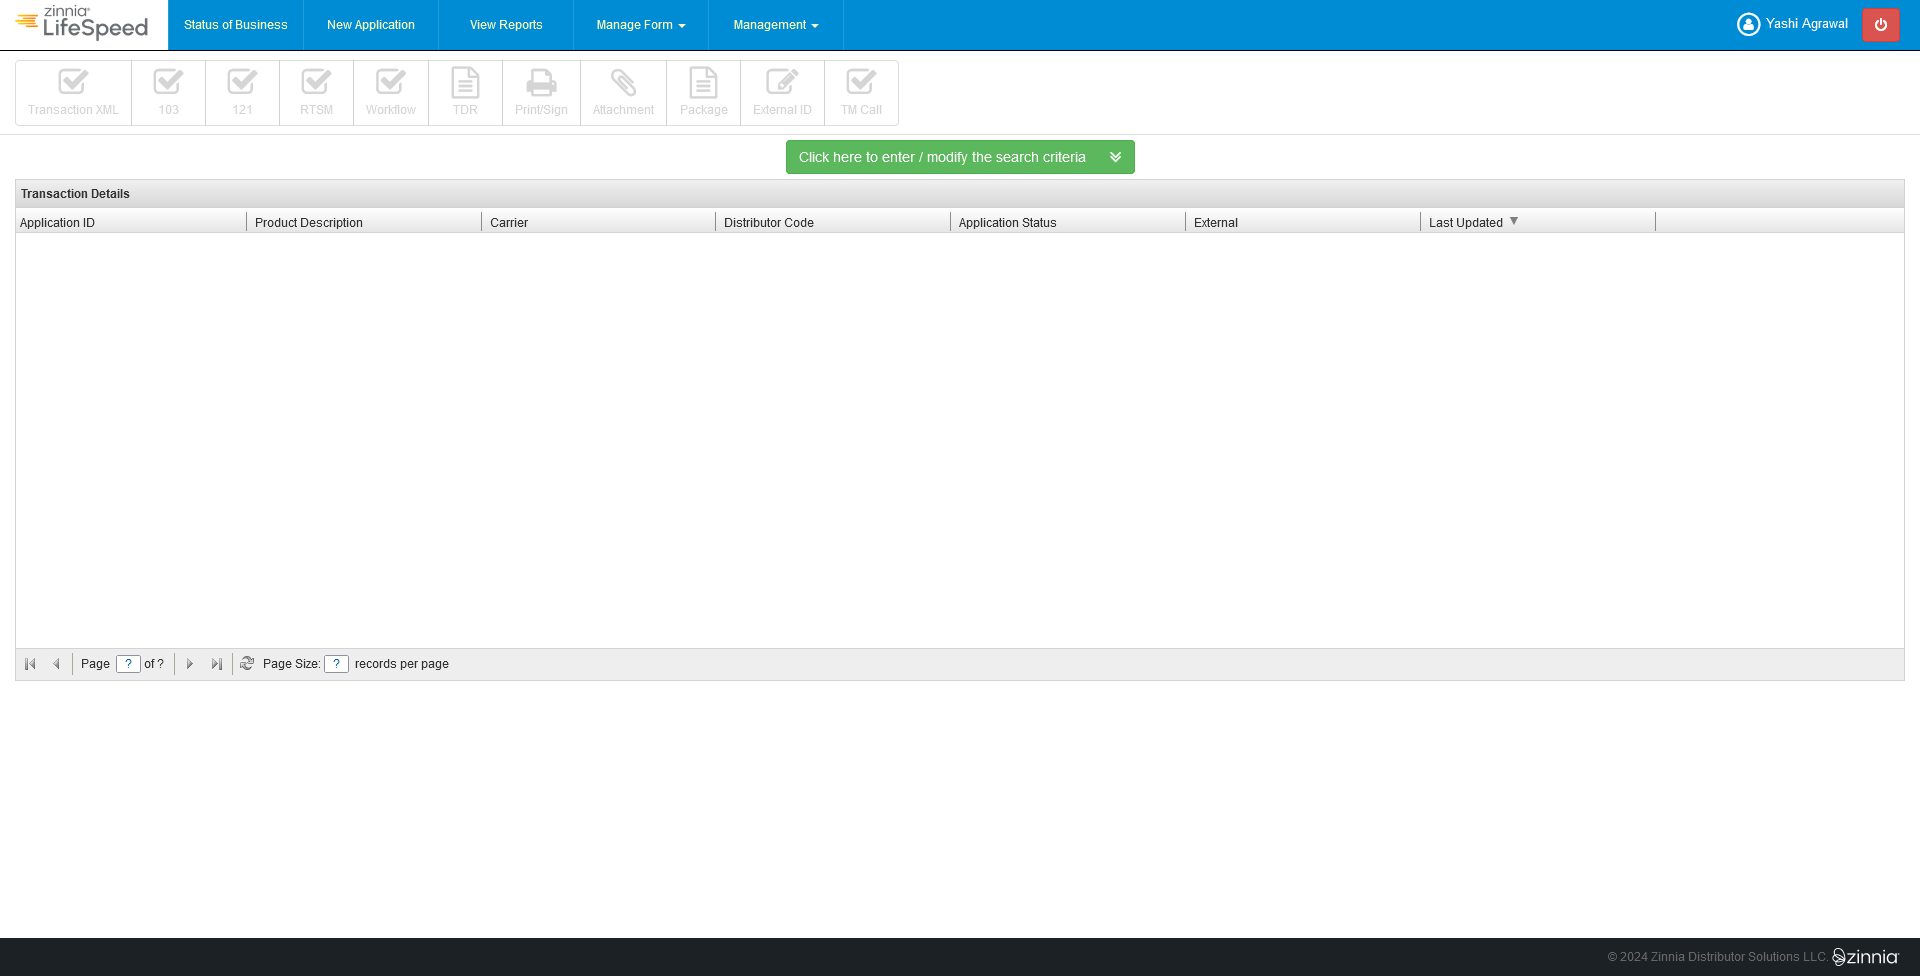 zinnia
LifeSpeed
Status of Business New Application View Reports Manage Form Management Yashi Agrawal
Transaction XML 103 121 RTSM Workflow TDR Print/Sign Attachment Package External ID TM Call
Click here to enter / modify the search criteria
Transaction Details
Application ID Product Description Carrier Distributor Code Application Status External Last Updated
Page ? of ? Page Size: ? records per page
© 2024 Zinnia Distributor Solutions LLC. zinnia